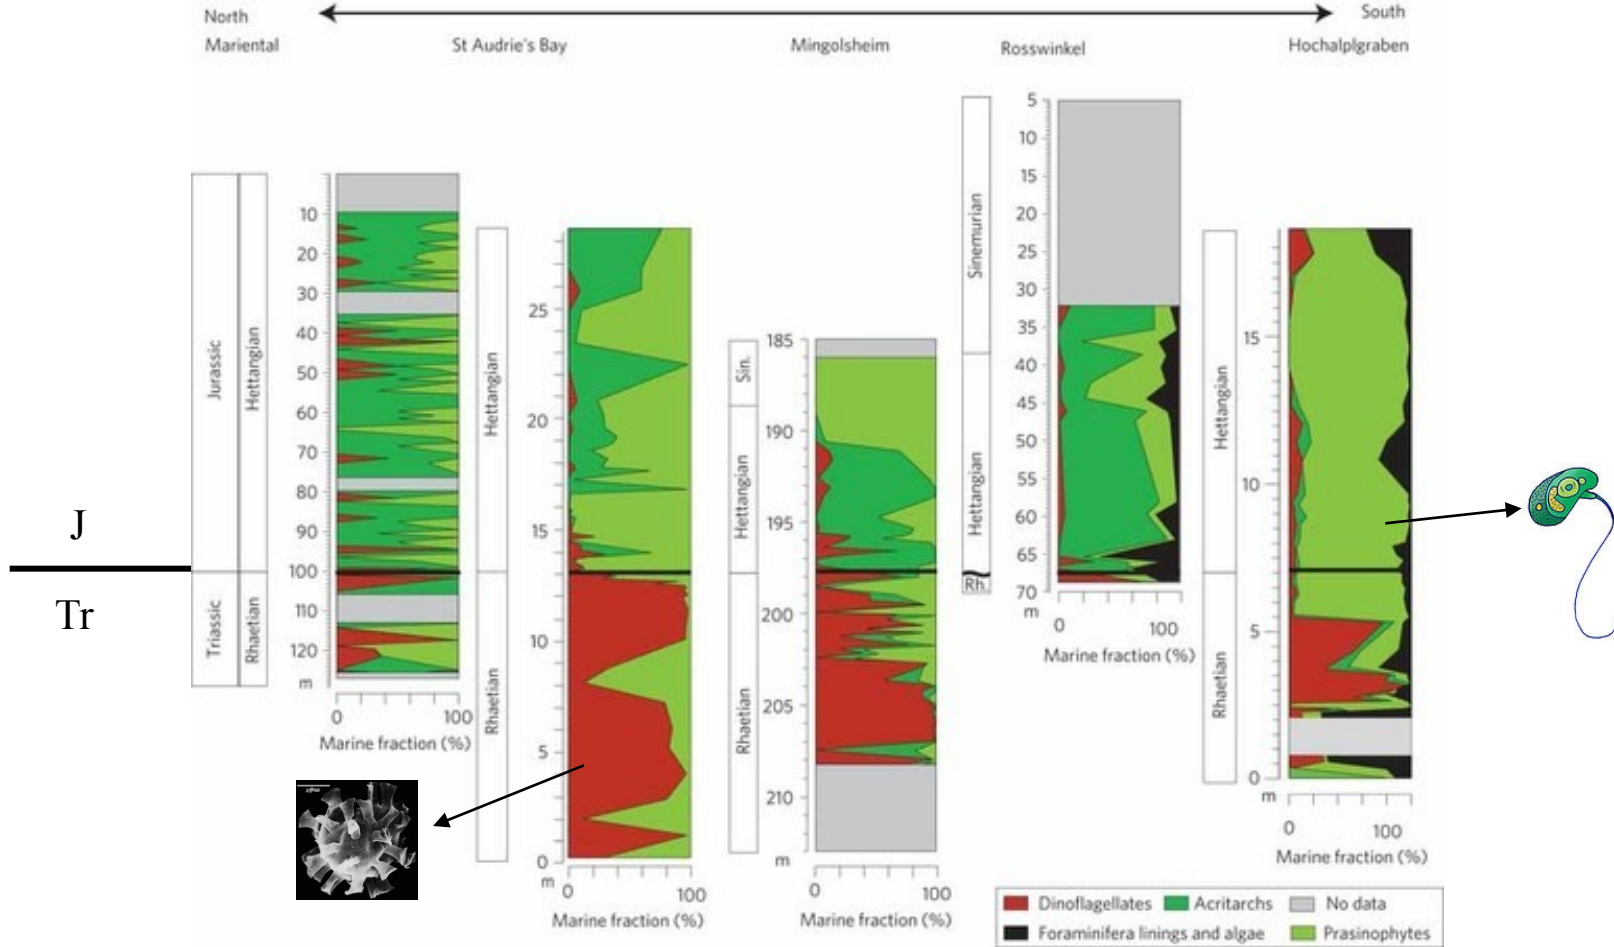 North
South
Mariental
St Audrie's Bay
Mingolsheim
Rosswinkel
Hochalplgraben
J
Tr
Jurassic
Hettangian
Triassic
Rhaetian
10
20
30
40
50
60
70
80
90
100
110
120
m
0 100
Marine fraction (%)
Hettangian
Rhaetian
25
20
15
10
5
0
m
0 100
Marine fraction (%)
Sin.
Hettangian
Rhaetian
185
190
195
200
205
210
m
0 100
Marine fraction (%)
Sinemurian
Hettangian
Rh.
5
10
15
20
25
30
35
40
45
50
55
60
65
70
m
0 100
Marine fraction (%)
Hettangian
Rhaetian
15
10
5
0
m
0 100
Marine fraction (%)
Dinoflagellates
Acritarchs
No data
Foraminifera linings and algae
Prasinophytes